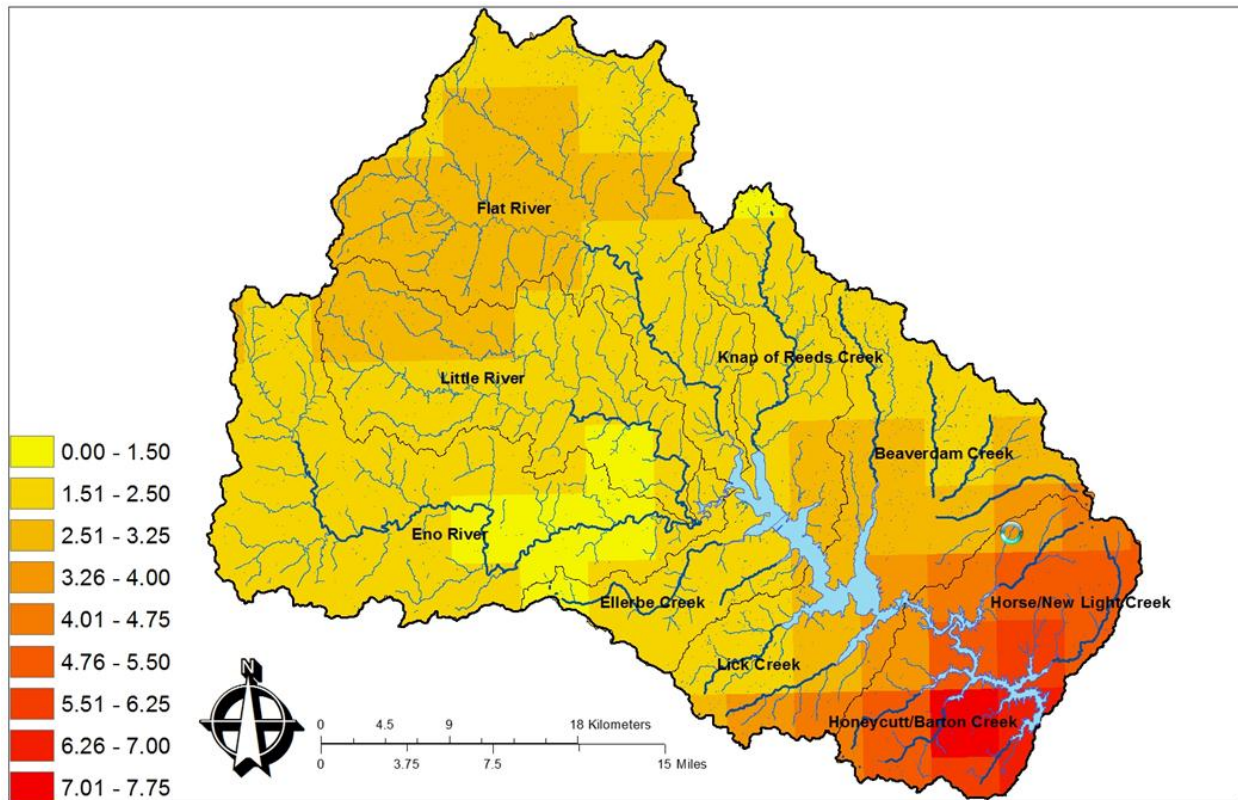 Flat River
Knap of Reeds Creek
Little River
Beaverdam Creek
Eno River
Ellerbe Creek
Horse/New Light Creek
Lick Creek
Honeycutt/Barton Creek
0.00 - 1.50
1.51 - 2.50
2.51 - 3.25
3.26 - 4.00
4.01 - 4.75
4.76 - 5.50
5.51 - 6.25
6.26 - 7.00
7.01 - 7.75
N
0 4.5 9 18 Kilometers
0 3.75 7.5 15 Miles